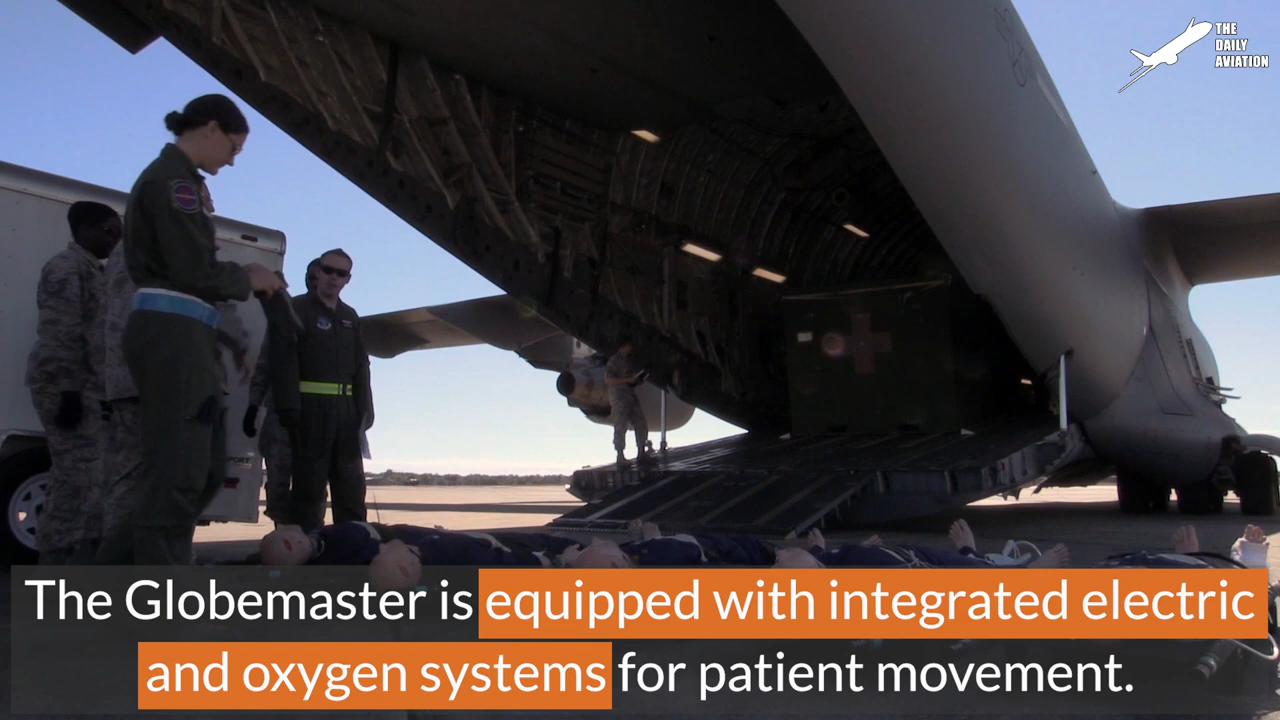 THE
DAILY
AVIATION
The Globemaster is equipped with integrated electric
and oxygen systems for patient movement.